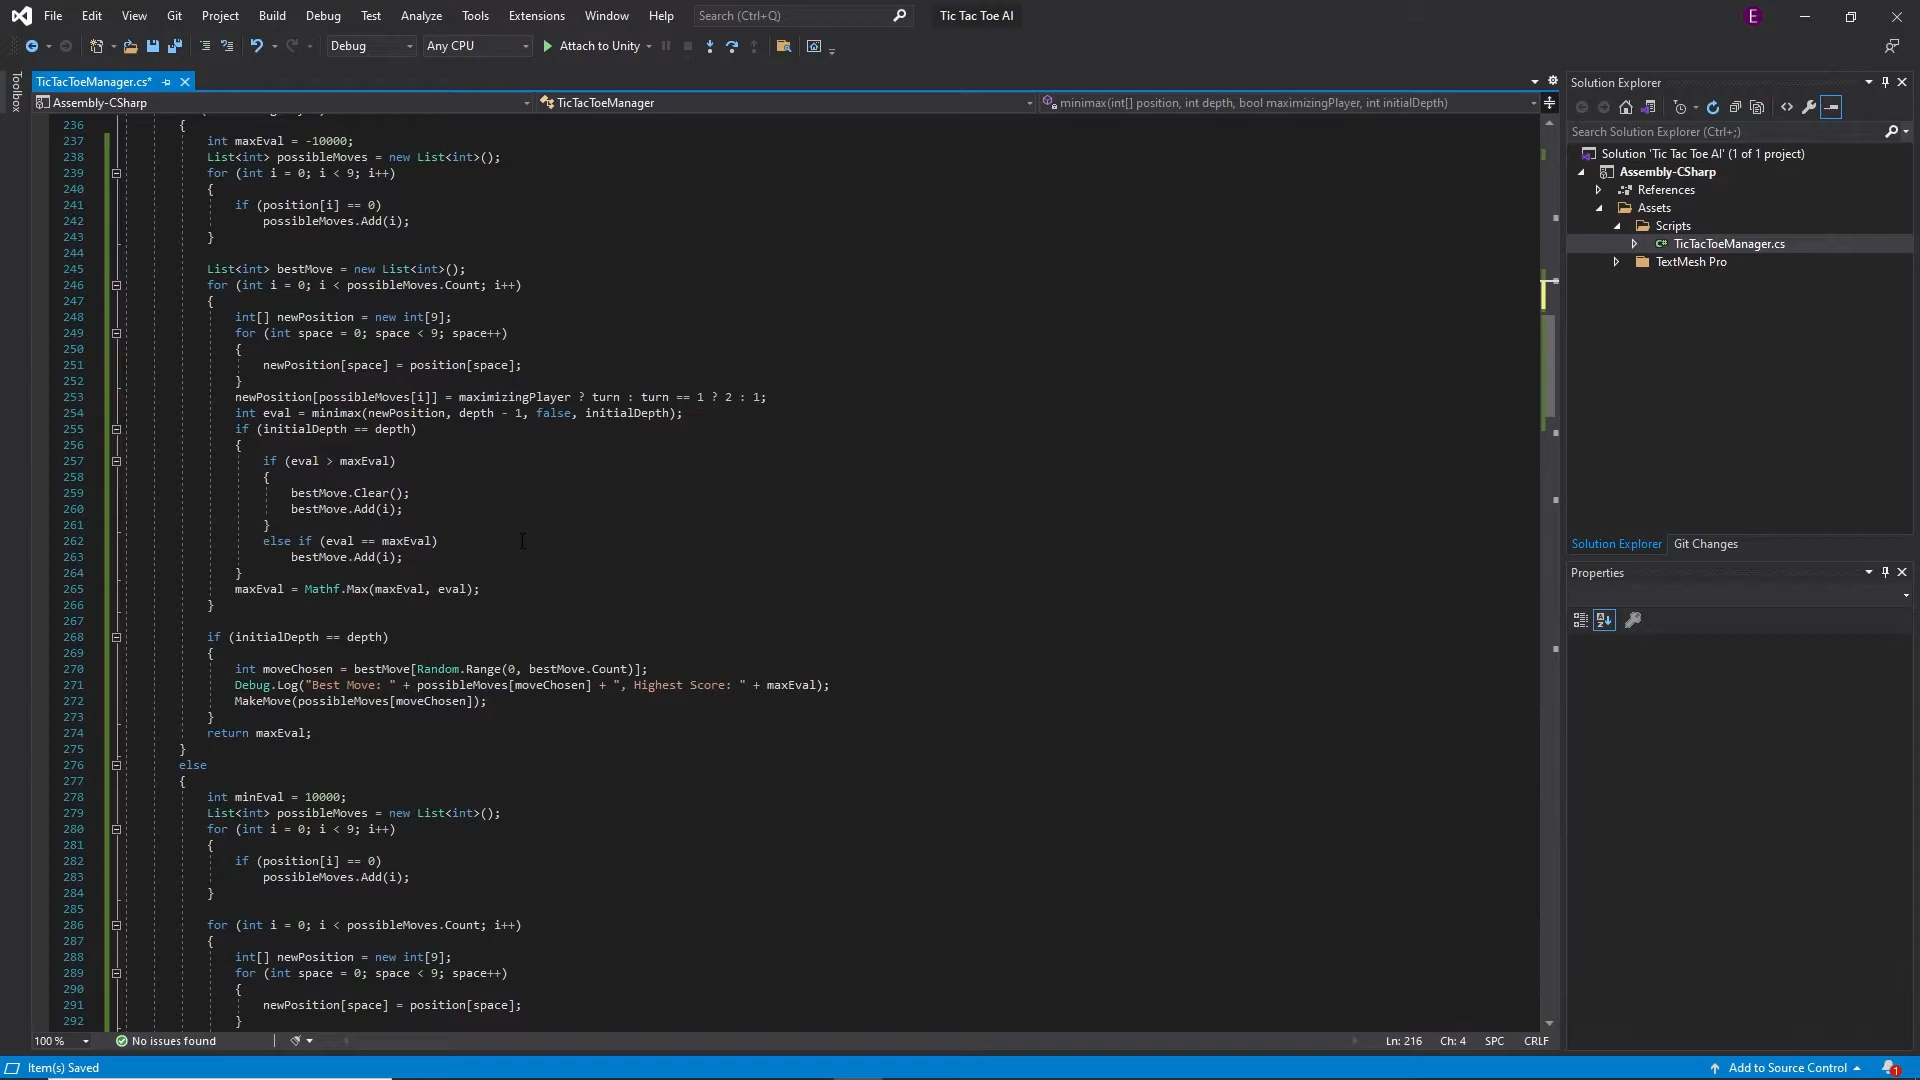 File Edit View Git Project Build Debug Test Analyze Tools Extensions Window Help Search (Ctrl+Q) Tic Tac Toe AI E
Debug Any CPU Attach to Unity
Toolbox
TicTacToeManager.cs*
Assembly-CSharp TicTacToeManager minimax(int[] position, int depth, bool maximizingPlayer, int initialDepth)
236 {
237 int maxEval = -10000;
238 List<int> possibleMoves = new List<int>();
239 for (int i = 0; i < 9; i++)
240 {
241 if (position[i] == 0)
242 possibleMoves.Add(i);
243 }
244
245 List<int> bestMove = new List<int>();
246 for (int i = 0; i < possibleMoves.Count; i++)
247 {
248 int[] newPosition = new int[9];
249 for (int space = 0; space < 9; space++)
250 {
251 newPosition[space] = position[space];
252 }
253 newPosition[possibleMoves[i]] = maximizingPlayer ? turn : turn == 1 ? 2 : 1;
254 int eval = minimax(newPosition, depth - 1, false, initialDepth);
255 if (initialDepth == depth)
256 {
257 if (eval > maxEval)
258 {
259 bestMove.Clear();
260 bestMove.Add(i);
261 }
262 else if (eval == maxEval)
263 bestMove.Add(i);
264 }
265 maxEval = Mathf.Max(maxEval, eval);
266 }
267
268 if (initialDepth == depth)
269 {
270 int moveChosen = bestMove[Random.Range(0, bestMove.Count)];
271 Debug.Log("Best Move: " + possibleMoves[moveChosen] + ", Highest Score: " + maxEval);
272 MakeMove(possibleMoves[moveChosen]);
273 }
274 return maxEval;
275 }
276 else
277 {
278 int minEval = 10000;
279 List<int> possibleMoves = new List<int>();
280 for (int i = 0; i < 9; i++)
281 {
282 if (position[i] == 0)
283 possibleMoves.Add(i);
284 }
285
286 for (int i = 0; i < possibleMoves.Count; i++)
287 {
288 int[] newPosition = new int[9];
289 for (int space = 0; space < 9; space++)
290 {
291 newPosition[space] = position[space];
292 }
100 % No issues found Ln: 216 Ch: 4 SPC CRLF
Solution Explorer
Search Solution Explorer (Ctrl+;)
Solution 'Tic Tac Toe AI' (1 of 1 project)
Assembly-CSharp
References
Assets
Scripts
C# TicTacToeManager.cs
TextMesh Pro
Solution Explorer Git Changes
Properties
Item(s) Saved Add to Source Control 1